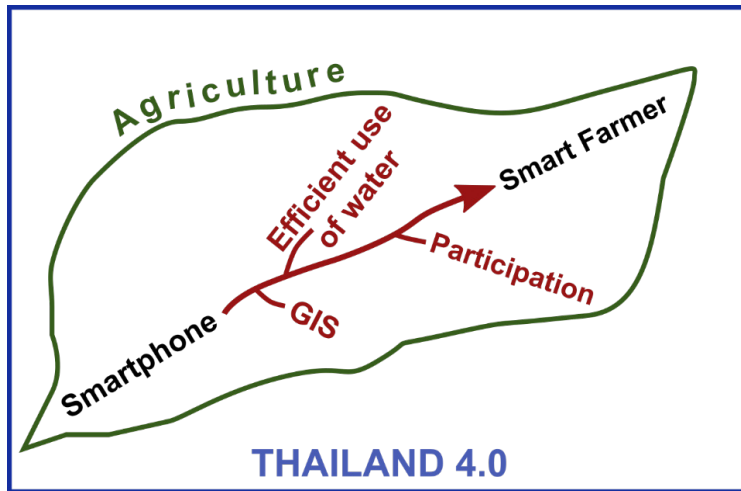 Agriculture
Efficient use
of water
Smart Farmer
Participation
GIS
Smartphone
THAILAND 4.0